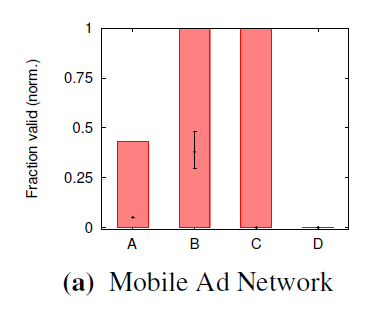 Fraction valid (norm.)
1
0.75
0.5
0.25
0
A B C D
(a) Mobile Ad Network